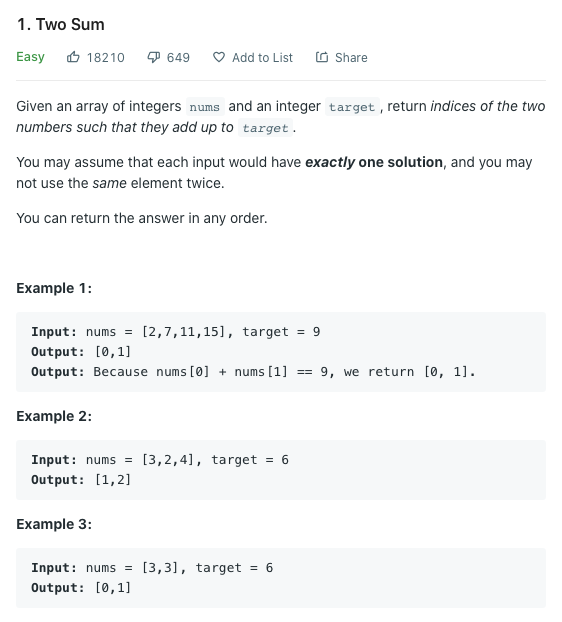 1. Two Sum
Easy 18210 649 Add to List Share
Given an array of integers nums and an integer target, return indices of the two
numbers such that they add up to target.
You may assume that each input would have exactly one solution, and you may
not use the same element twice.
You can return the answer in any order.
Example 1:
Input: nums = [2,7,11,15], target = 9
Output: [0,1]
Output: Because nums[0] + nums[1] == 9, we return [0, 1].
Example 2:
Input: nums = [3,2,4], target = 6
Output: [1,2]
Example 3:
Input: nums = [3,3], target = 6
Output: [0,1]